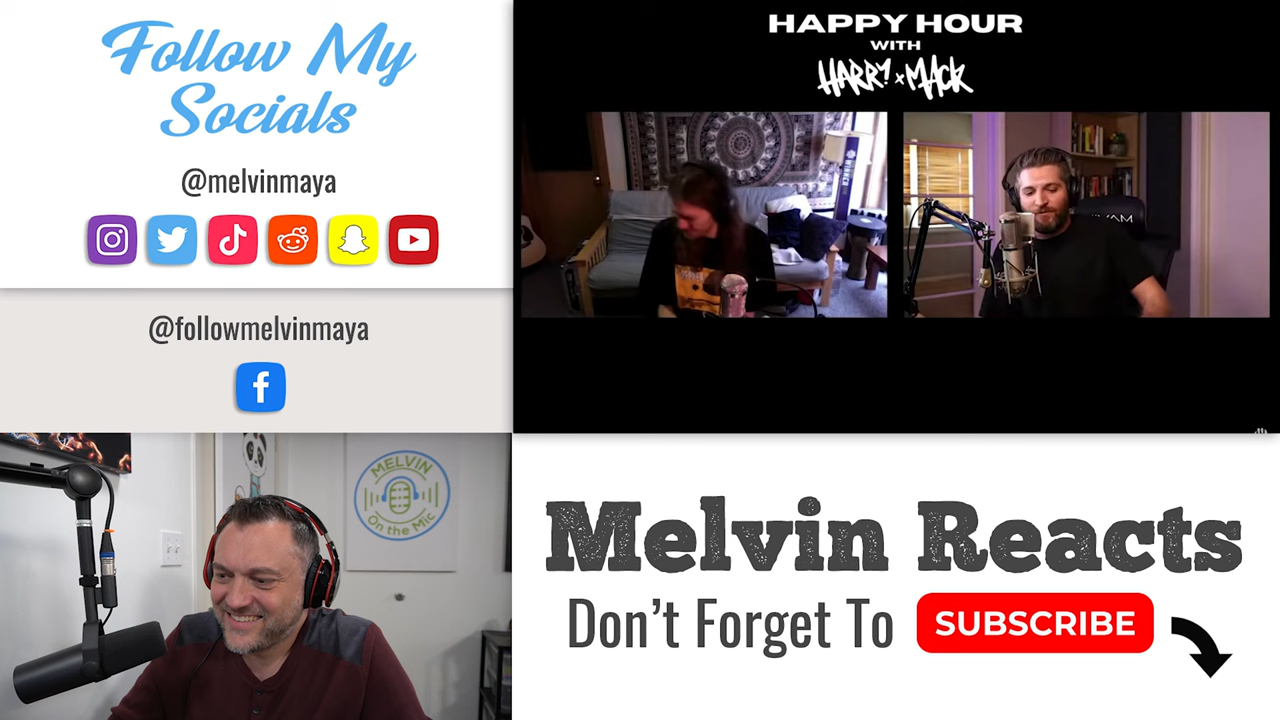 Follow My
Socials
@melvinmaya
@followmelvinmaya
HAPPY HOUR
WITH
HARRY x MACK
WINNER
MELVIN
On the Mic
Melvin Reacts
Don't Forget To
SUBSCRIBE